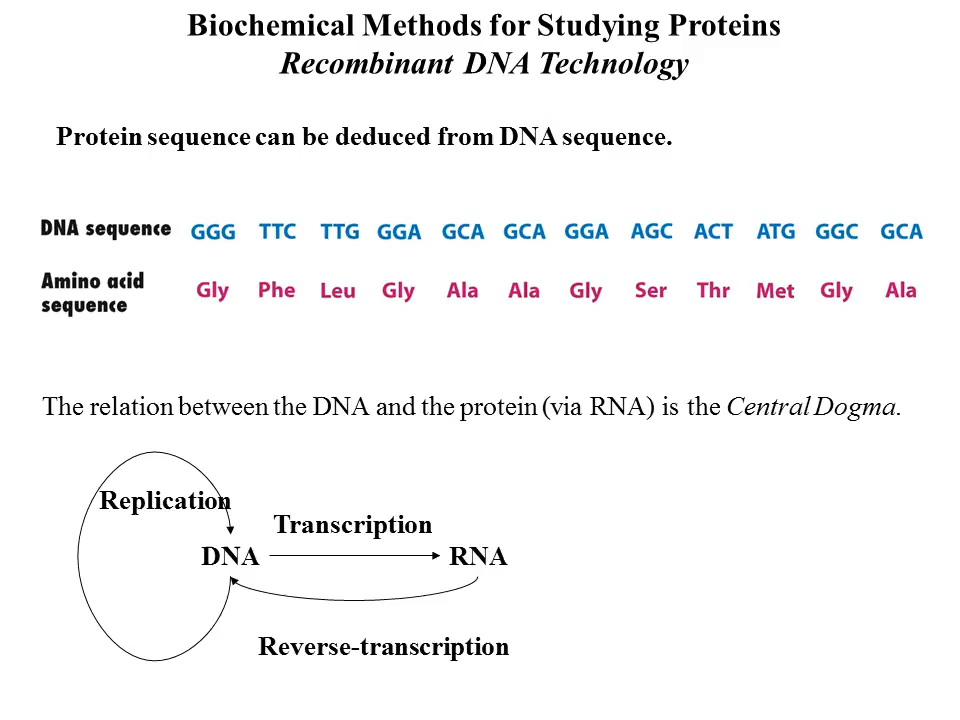 Biochemical Methods for Studying Proteins
Recombinant DNA Technology
Protein sequence can be deduced from DNA sequence.
DNA sequence GGG TTC TTG GGA GCA GCA GGA AGC ACT ATG GGC GCA
Amino acid
sequence Gly Phe Leu Gly Ala Ala Gly Ser Thr Met Gly Ala
The relation between the DNA and the protein (via RNA) is the Central Dogma.
Replication
Transcription
DNA RNA
Reverse-transcription